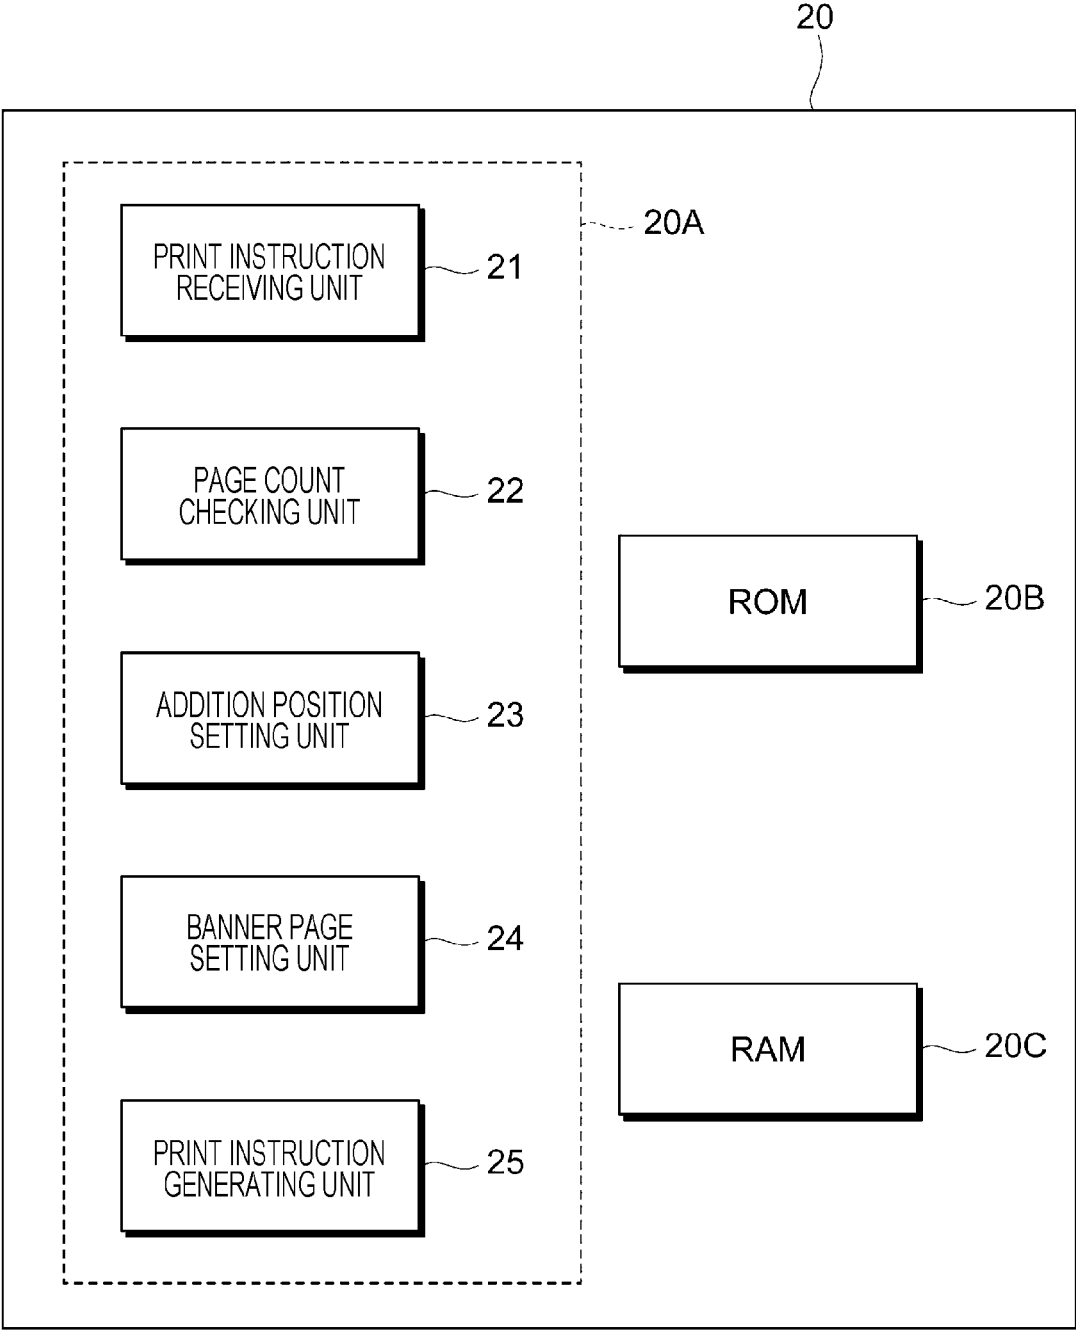 20
20A
PRINT INSTRUCTION
RECEIVING UNIT
21
PAGE COUNT
CHECKING UNIT
22
ROM
20B
ADDITION POSITION
SETTING UNIT
23
BANNER PAGE
SETTING UNIT
24
RAM
20C
PRINT INSTRUCTION
GENERATING UNIT
25